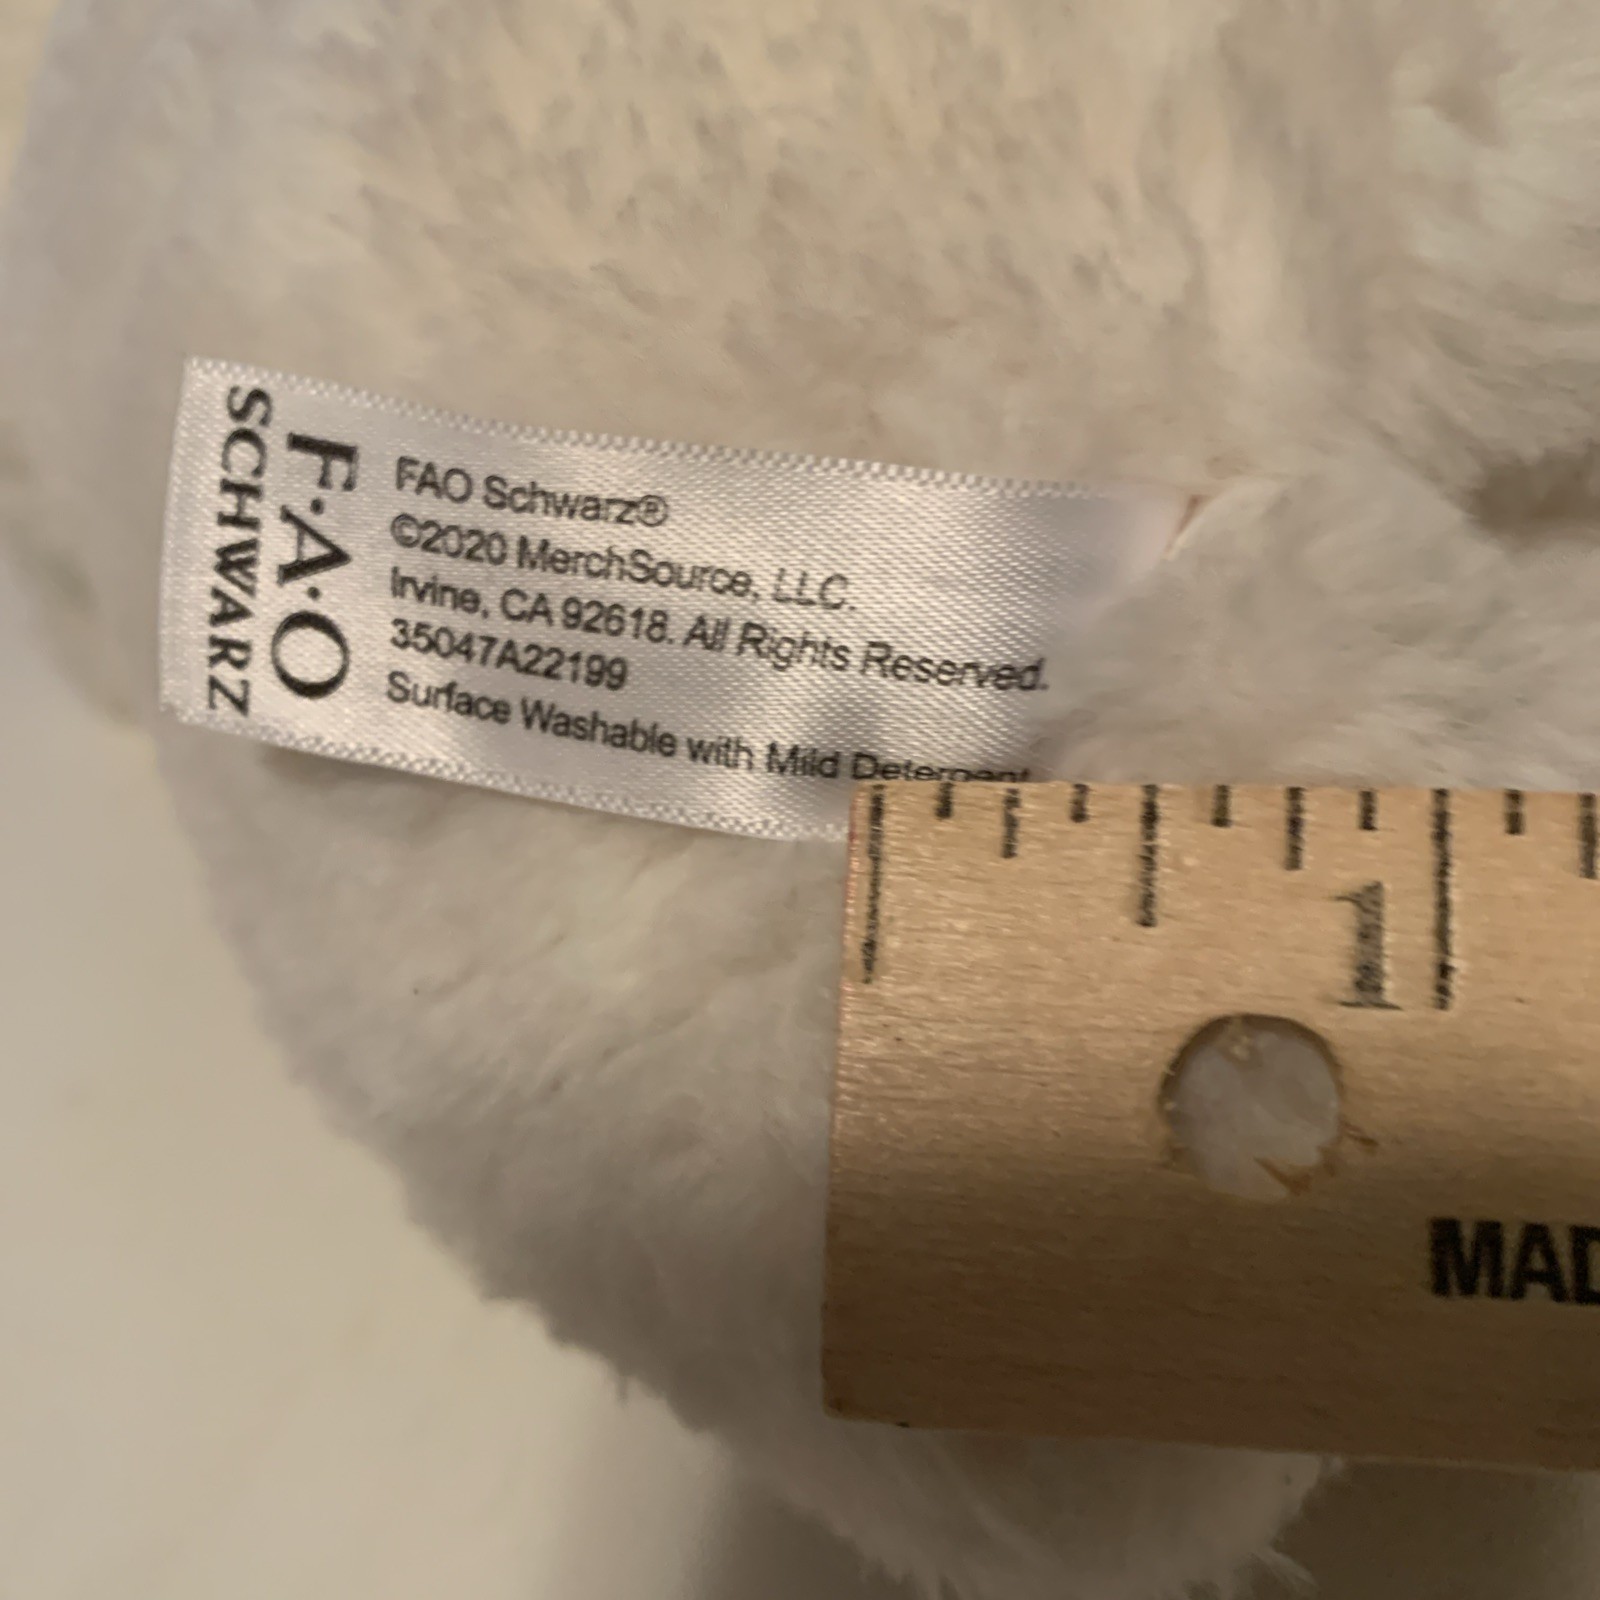 F·A·O
SCHWARZ
FAO Schwarz®
©2020 MerchSource, LLC.
Irvine, CA 92618. All Rights Reserved.
35047A22199
Surface Washable with Mild Detergent
1
MAD